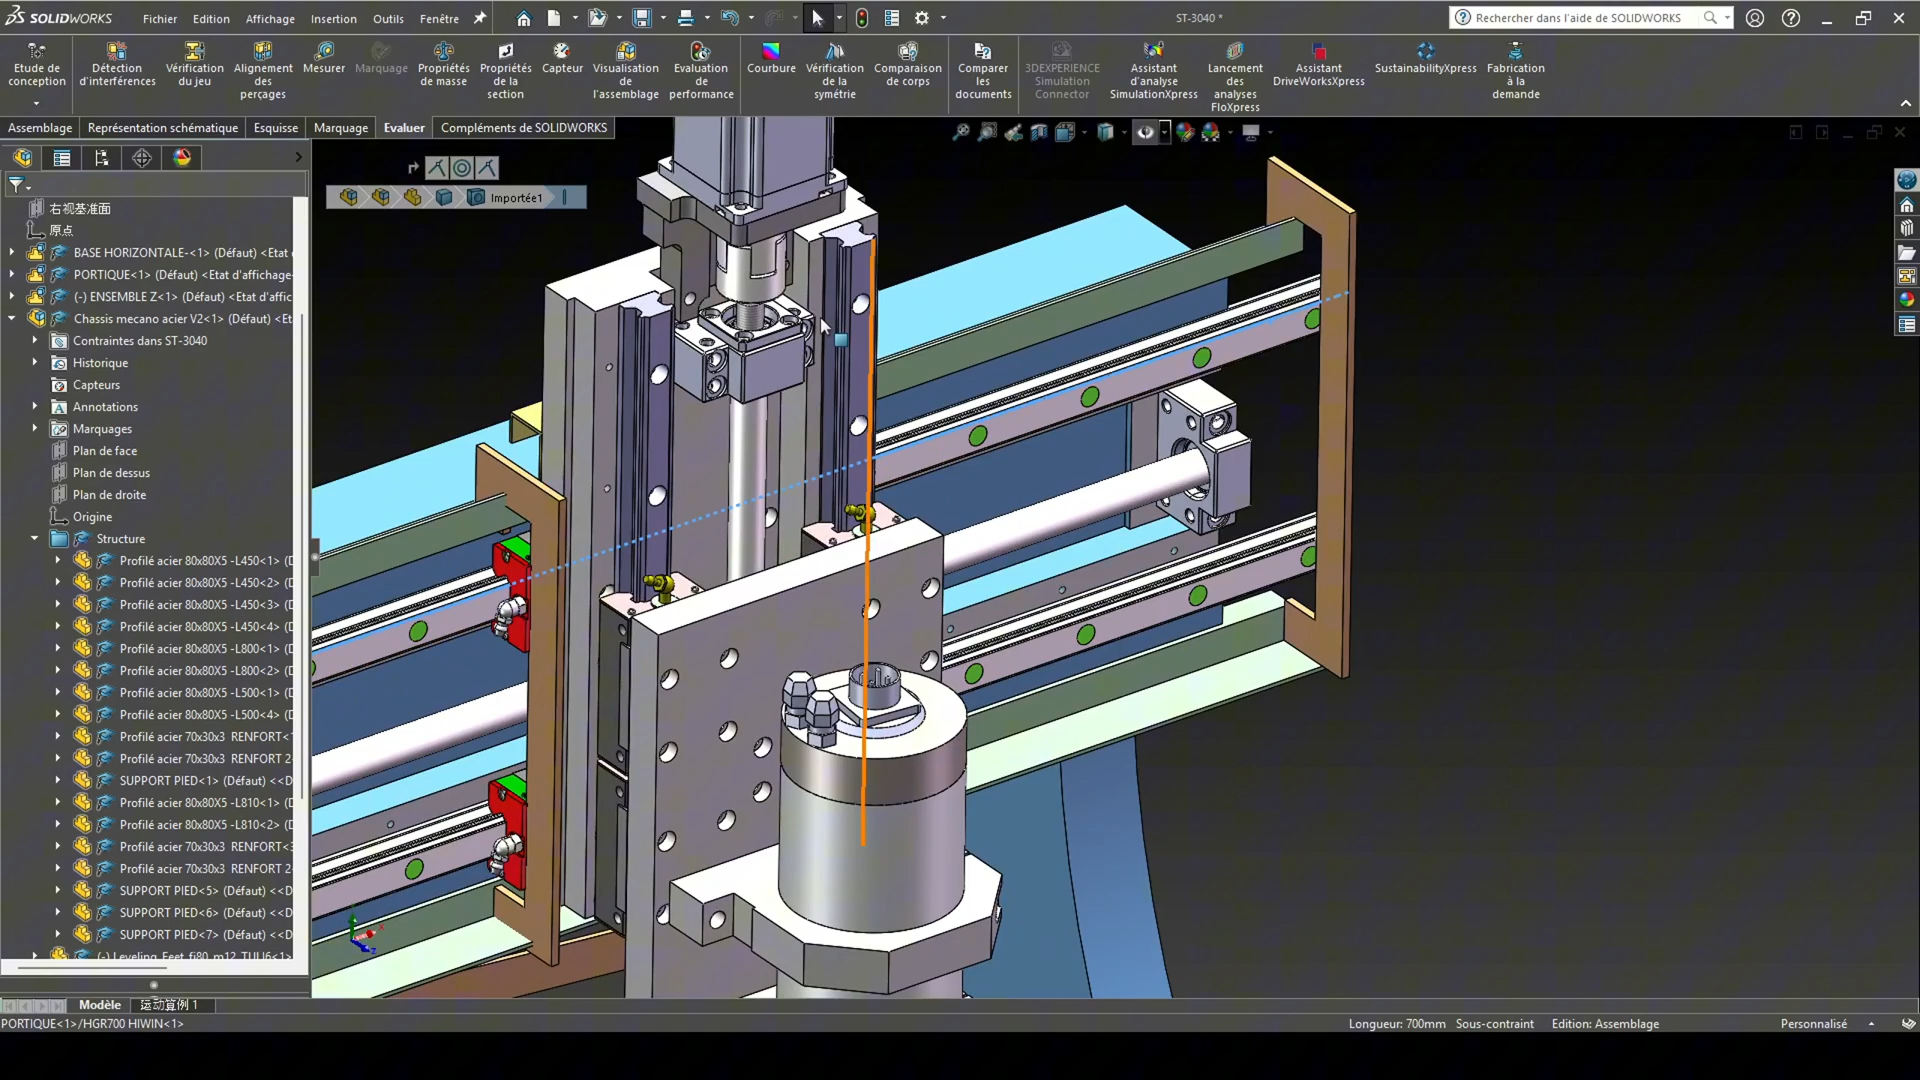 SOLIDWORKS
Fichier Edition Affichage Insertion Outils Fenêtre
ST-3040 *
Rechercher dans l'aide de SOLIDWORKS
Etude de conception
Détection d'interférences
Vérification du jeu
Alignement des perçages
Mesurer
Marquage
Propriétés de masse
Propriétés de la section
Capteur
Visualisation de l'assemblage
Evaluation de performance
Courbure
Vérification de la symétrie
Comparaison de corps
Comparer les documents
3DEXPERIENCE Simulation Connector
Assistant d'analyse SimulationXpress
Lancement des analyses FloXpress
Assistant DriveWorksXpress
SustainabilityXpress
Fabrication à la demande
Assemblage Représentation schématique Esquisse Marquage Evaluer Compléments de SOLIDWORKS
Importée1
右视基准面
原点
BASE HORIZONTALE-<1> (Défaut) <Etat
PORTIQUE<1> (Défaut) <Etat d'affichage-
(-) ENSEMBLE Z<1> (Défaut) <Etat d'affic
Chassis mecano acier V2<1> (Défaut) <Et
Contraintes dans ST-3040
Historique
Capteurs
Annotations
Marquages
Plan de face
Plan de dessus
Plan de droite
Origine
Structure
Profilé acier 80x80X5 -L450<1> (D
Profilé acier 80x80X5 -L450<2> (D
Profilé acier 80x80X5 -L450<3> (D
Profilé acier 80x80X5 -L450<4> (D
Profilé acier 80x80X5 -L800<1> (D
Profilé acier 80x80X5 -L800<2> (D
Profilé acier 80x80X5 -L500<1> (D
Profilé acier 80x80X5 -L500<4> (D
Profilé acier 70x30x3 RENFORT<1
Profilé acier 70x30x3 RENFORT 2
SUPPORT PIED<1> (Défaut) <<D
Profilé acier 80x80X5 -L810<1> (D
Profilé acier 80x80X5 -L810<2> (D
Profilé acier 70x30x3 RENFORT<3
Profilé acier 70x30x3 RENFORT 2
SUPPORT PIED<5> (Défaut) <<D
SUPPORT PIED<6> (Défaut) <<D
SUPPORT PIED<7> (Défaut) <<D
(-) Leveling_Feet_fi80_m12_TUU6<1>
Modèle 运动算例 1
PORTIQUE<1>/HGR700 HIWIN<1>
Longueur: 700mm Sous-contraint Edition: Assemblage Personnalisé